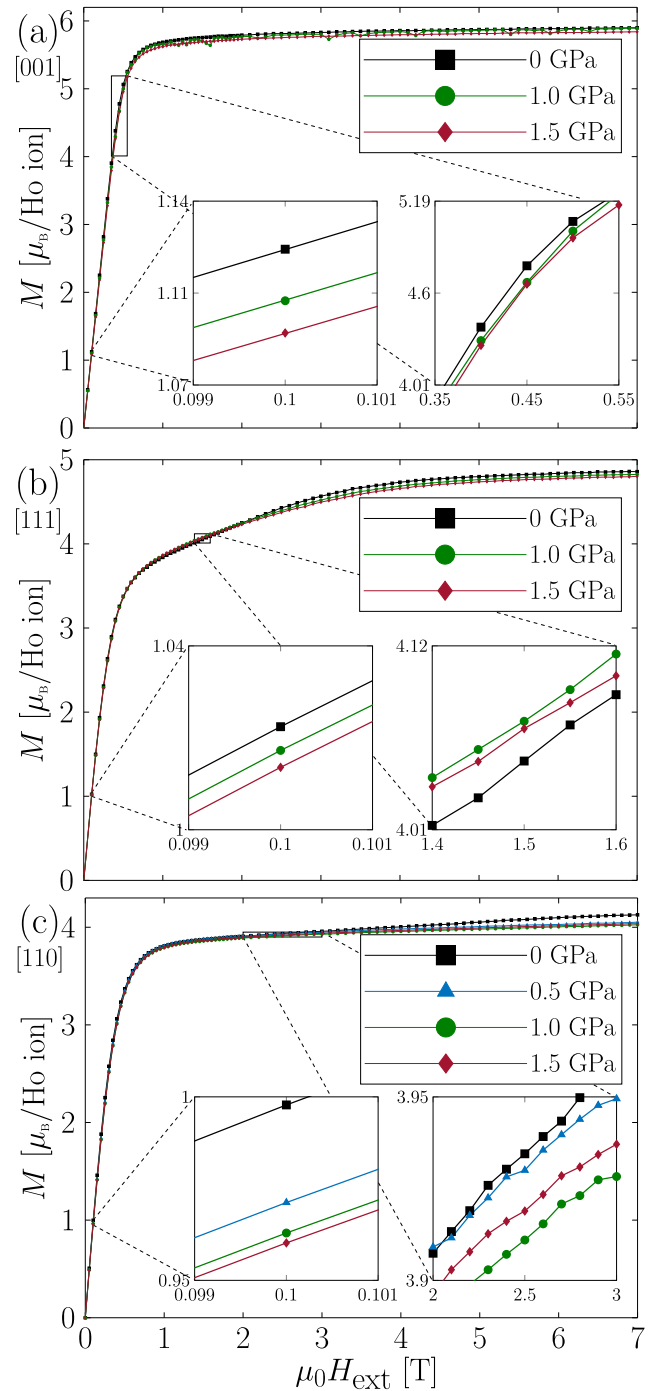 (a)
[001]
M [μB/Ho ion]
6
5
4
3
2
1
0
0 GPa
1.0 GPa
1.5 GPa
1.14
1.11
1.07
0.099
0.1
0.101
5.19
4.6
4.01
0.35
0.45
0.55
(b)
[111]
M [μB/Ho ion]
5
4
3
2
1
0
0 GPa
1.0 GPa
1.5 GPa
1.04
1
0.099
0.1
0.101
4.12
4.01
1.4
1.5
1.6
(c)
[110]
M [μB/Ho ion]
4
3
2
1
0
0 GPa
0.5 GPa
1.0 GPa
1.5 GPa
1
0.95
0.099
0.1
0.101
3.95
3.9
2
2.5
3
0 1 2 3 4 5 6 7
μ0Hext [T]